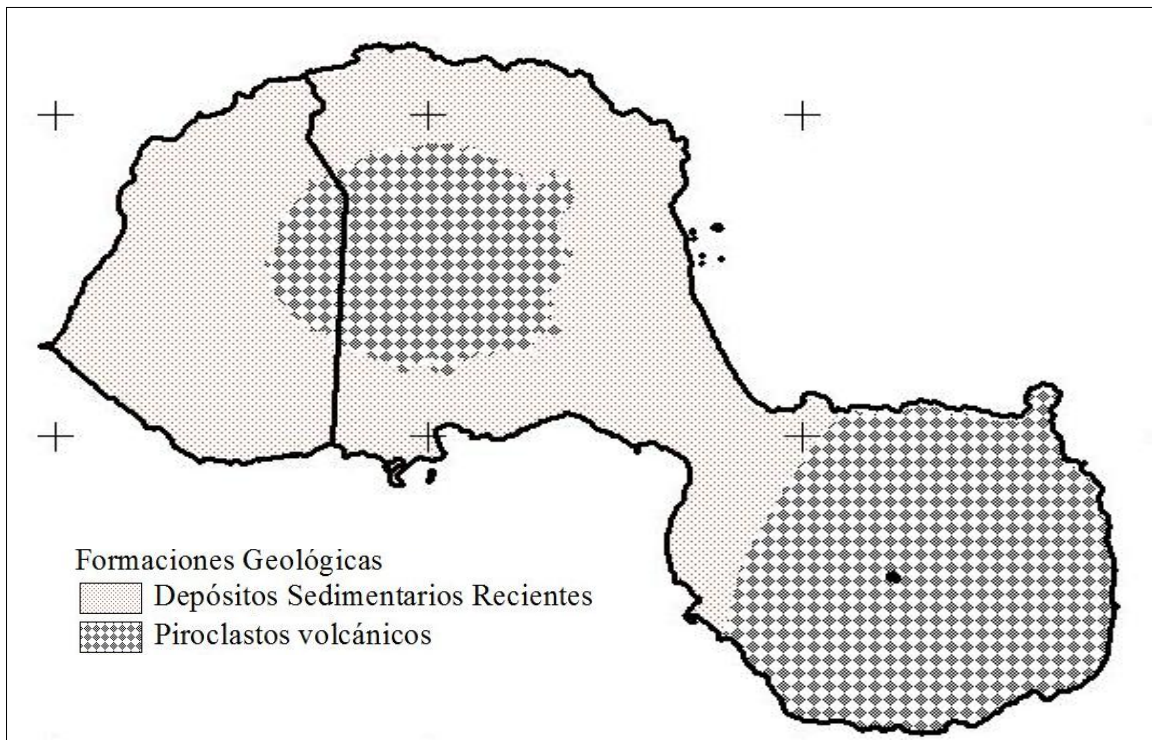 Formaciones Geológicas
Depósitos Sedimentarios Recientes
Piroclastos volcánicos